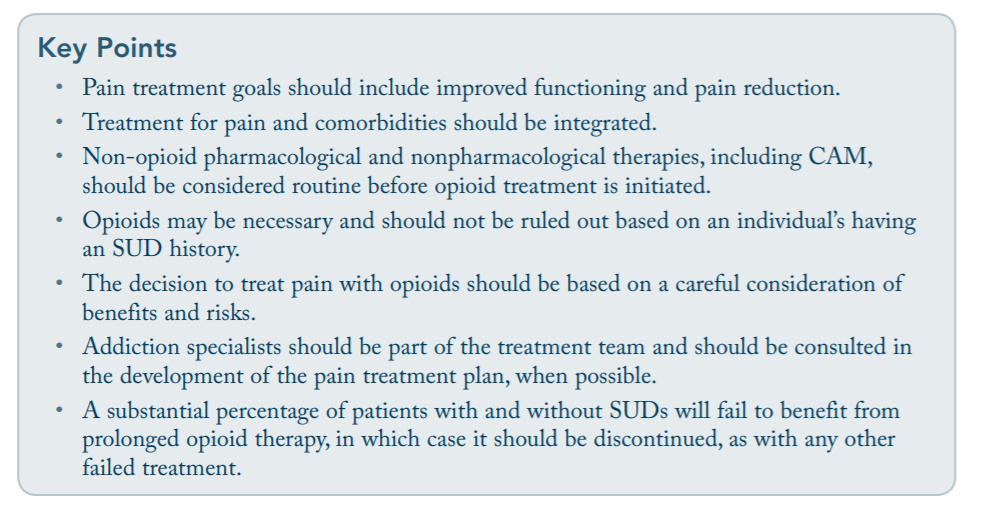 Key Points
• Pain treatment goals should include improved functioning and pain reduction.
• Treatment for pain and comorbidities should be integrated.
• Non-opioid pharmacological and nonpharmacological therapies, including CAM,
should be considered routine before opioid treatment is initiated.
• Opioids may be necessary and should not be ruled out based on an individual’s having
an SUD history.
• The decision to treat pain with opioids should be based on a careful consideration of
benefits and risks.
• Addiction specialists should be part of the treatment team and should be consulted in
the development of the pain treatment plan, when possible.
• A substantial percentage of patients with and without SUDs will fail to benefit from
prolonged opioid therapy, in which case it should be discontinued, as with any other
failed treatment.